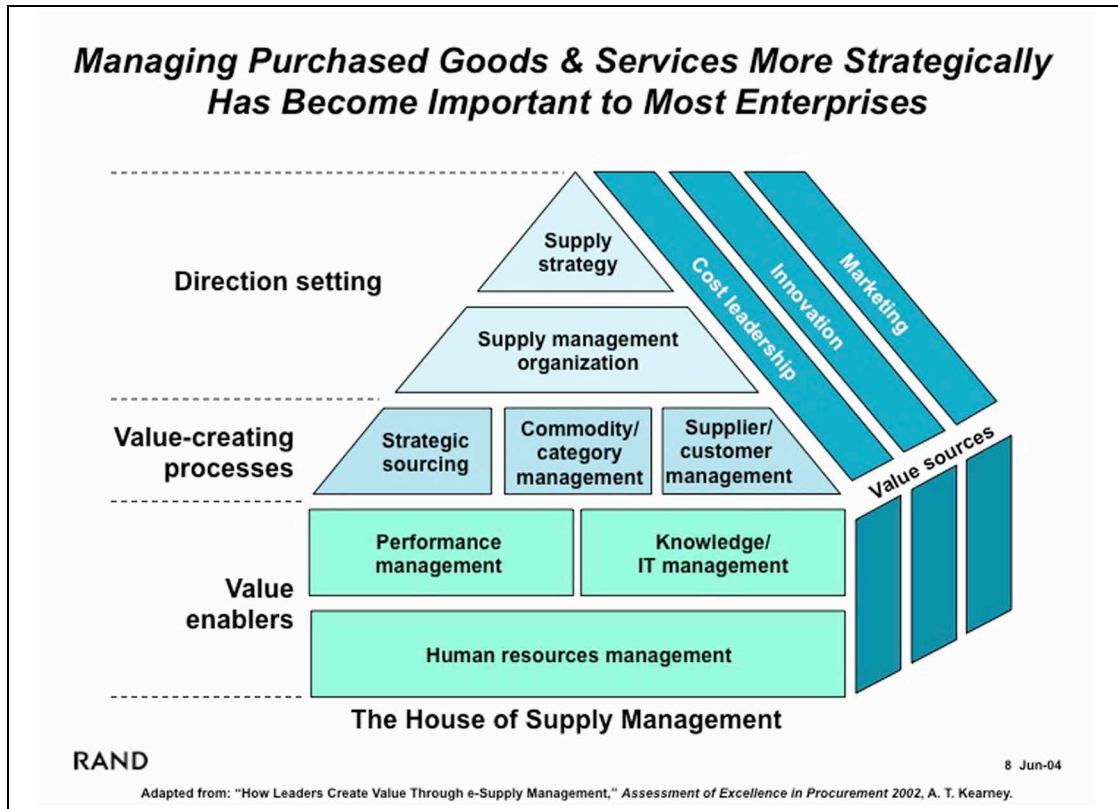 Managing Purchased Goods & Services More Strategically
Has Become Important to Most Enterprises
Direction setting
Supply
strategy
Supply management
organization
Cost leadership
Innovation
Marketing
Value-creating
processes
Strategic
sourcing
Commodity/
category
management
Supplier/
customer
management
Value sources
Value
enablers
Performance
management
Knowledge/
IT management
Human resources management
The House of Supply Management
RAND
8 Jun-04
Adapted from: "How Leaders Create Value Through e-Supply Management," Assessment of Excellence in Procurement 2002, A. T. Kearney.